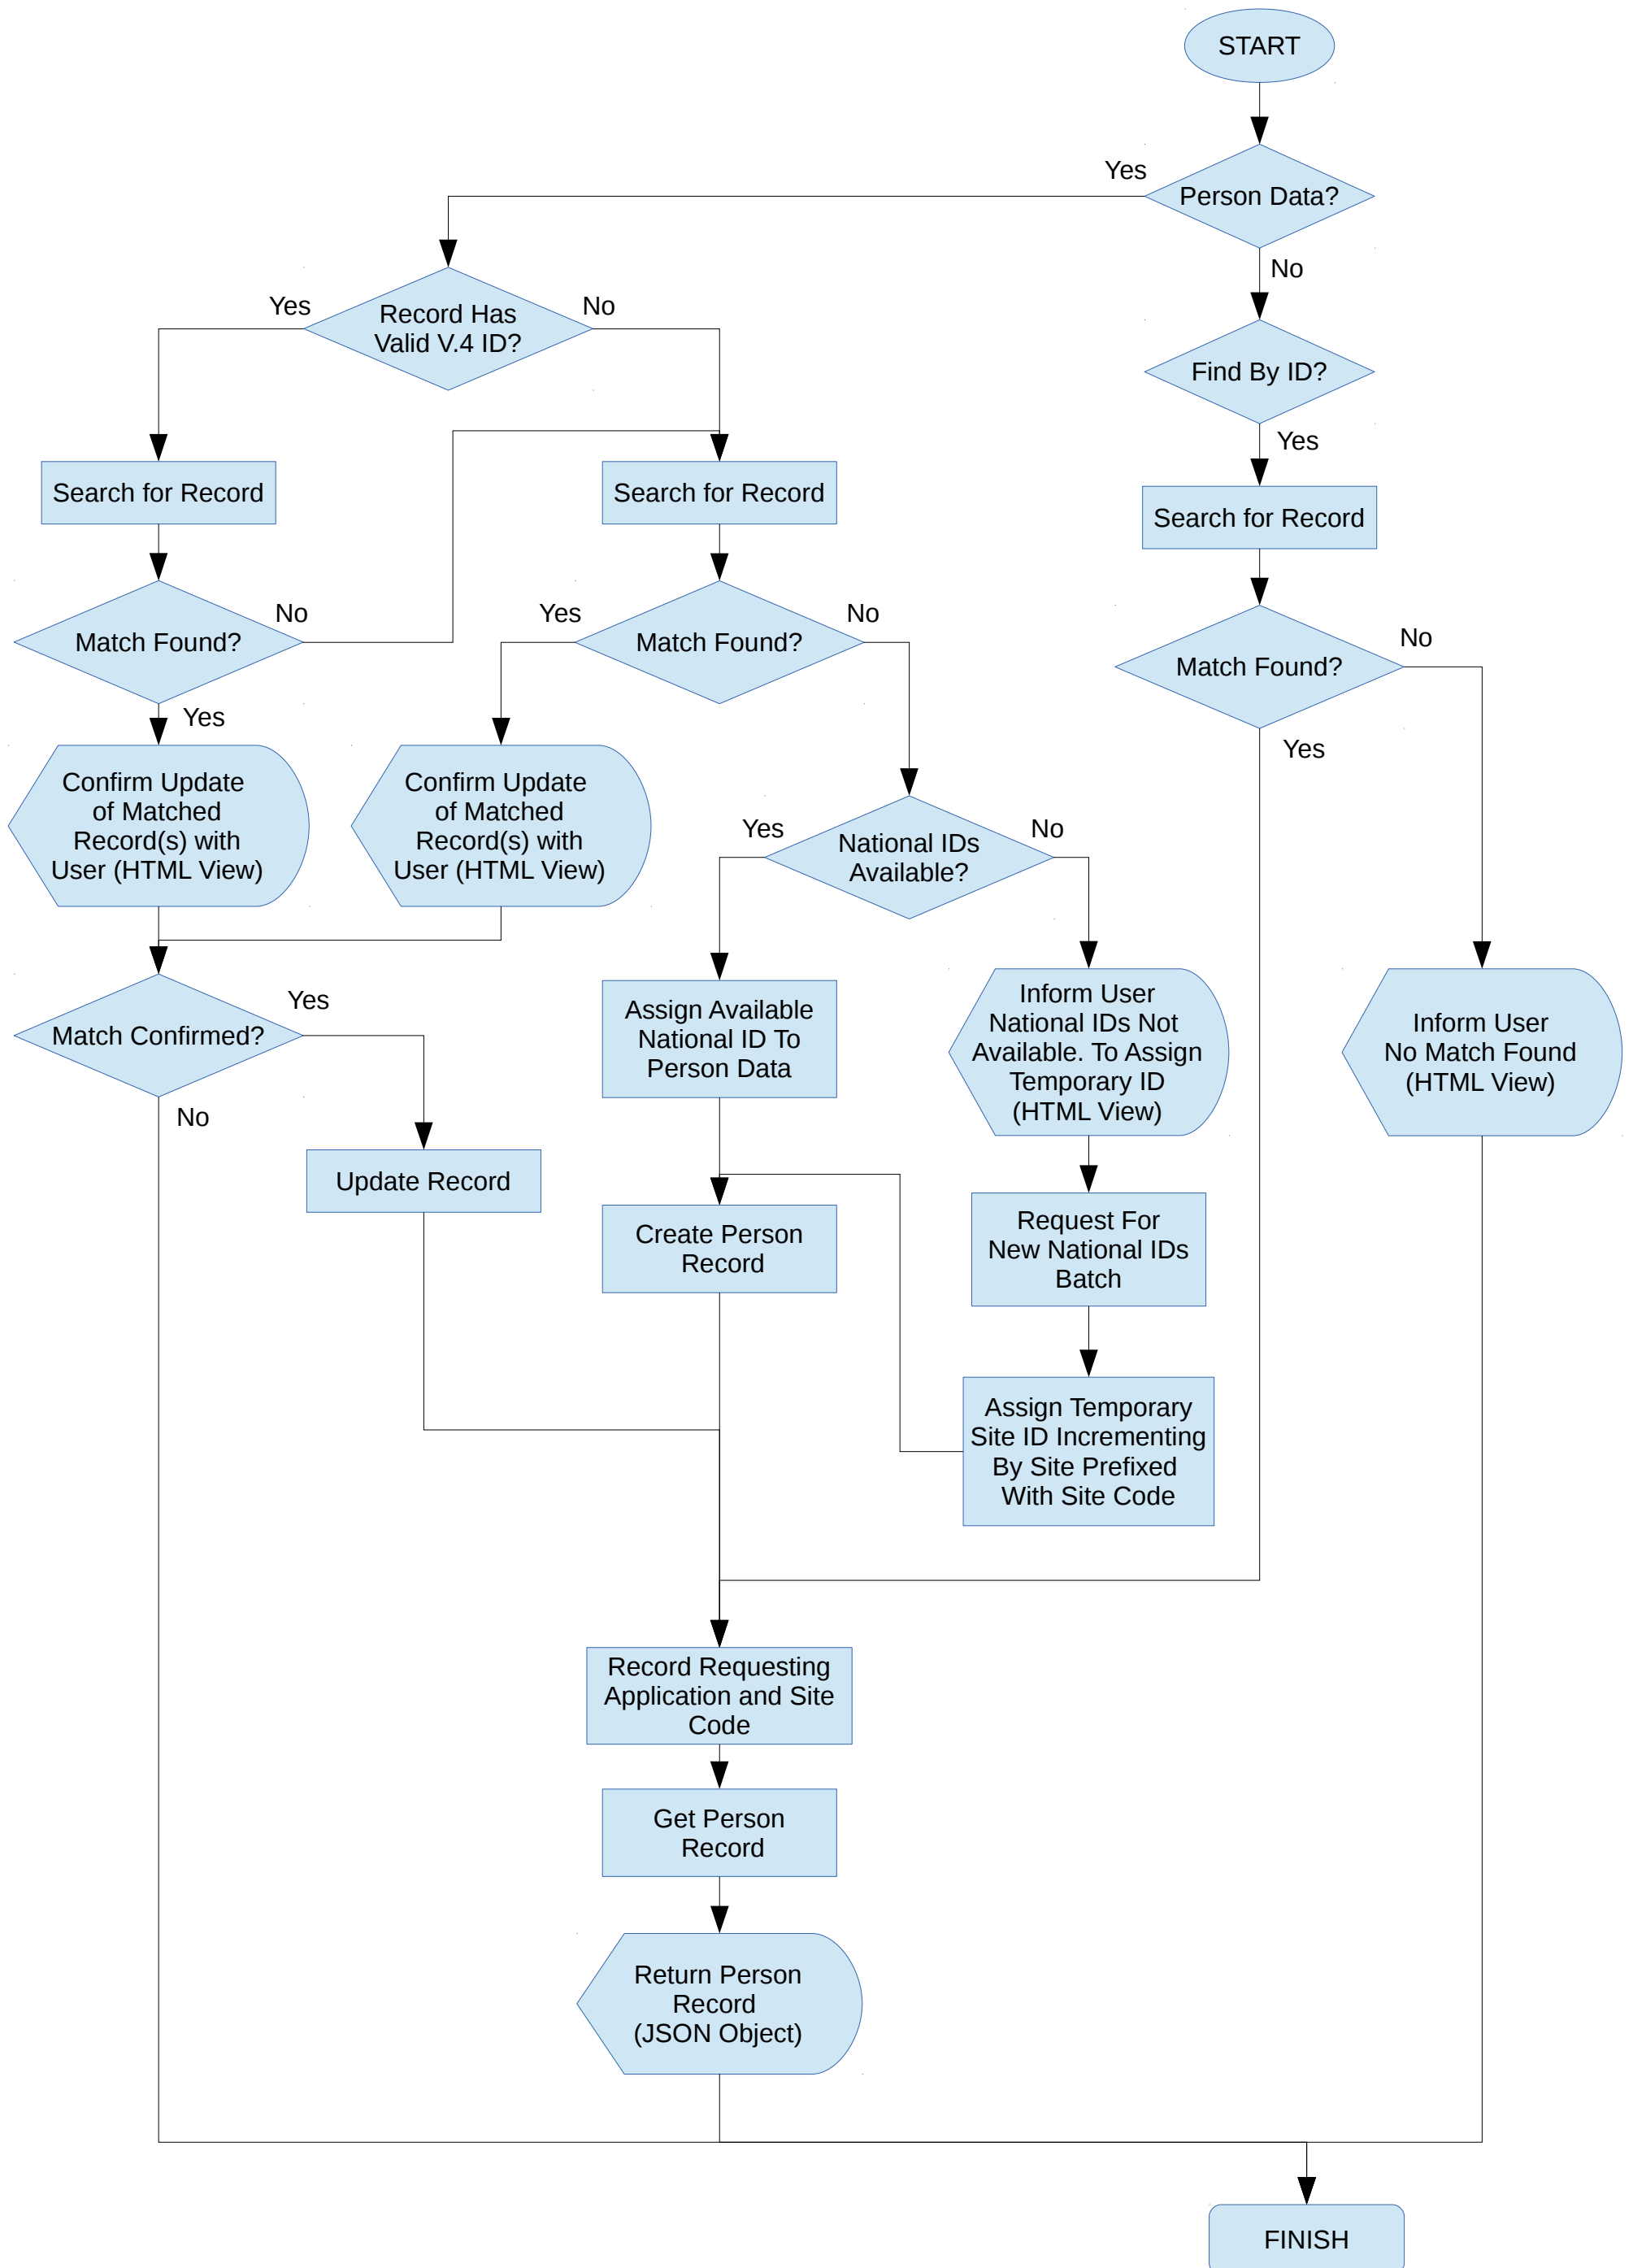 START
Yes
Person Data?
No
Yes
Record Has
Valid V.4 ID?
No
Find By ID?
Yes
Search for Record
Search for Record
Search for Record
Match Found?
No
Yes
Match Found?
No
Match Found?
No
Yes
Yes
Confirm Update
of Matched
Record(s) with
User (HTML View)
Confirm Update
of Matched
Record(s) with
User (HTML View)
Yes
National IDs
Available?
No
Match Confirmed?
Yes
No
Assign Available
National ID To
Person Data
Inform User
National IDs Not
Available. To Assign
Temporary ID
(HTML View)
Inform User
No Match Found
(HTML View)
Update Record
Create Person
Record
Request For
New National IDs
Batch
Assign Temporary
Site ID Incrementing
By Site Prefixed
With Site Code
Record Requesting
Application and Site
Code
Get Person
Record
Return Person
Record
(JSON Object)
FINISH